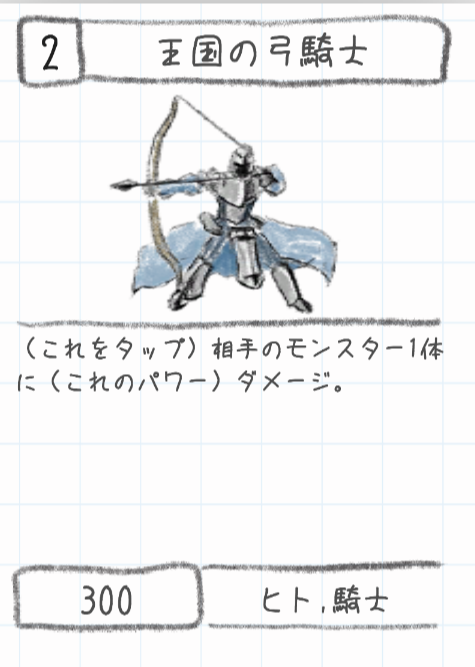 2
王国の弓騎士
（これをタップ）相手のモンスター1体
に（これのパワー）ダメージ。
300
ヒト,騎士